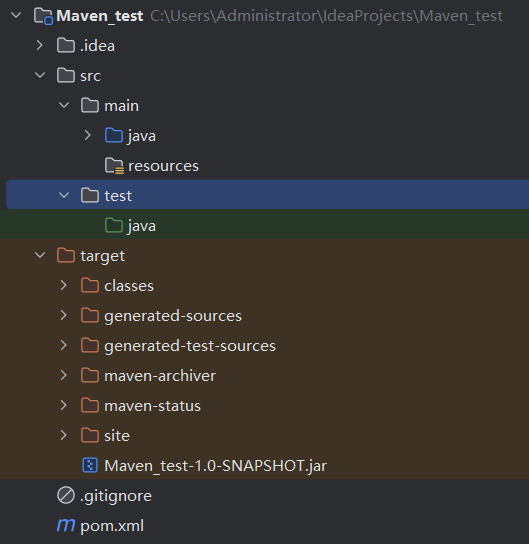 Maven_test C:\Users\Administrator\IdeaProjects\Maven_test
.idea
src
main
java
resources
test
java
target
classes
generated-sources
generated-test-sources
maven-archiver
maven-status
site
Maven_test-1.0-SNAPSHOT.jar
.gitignore
m pom.xml